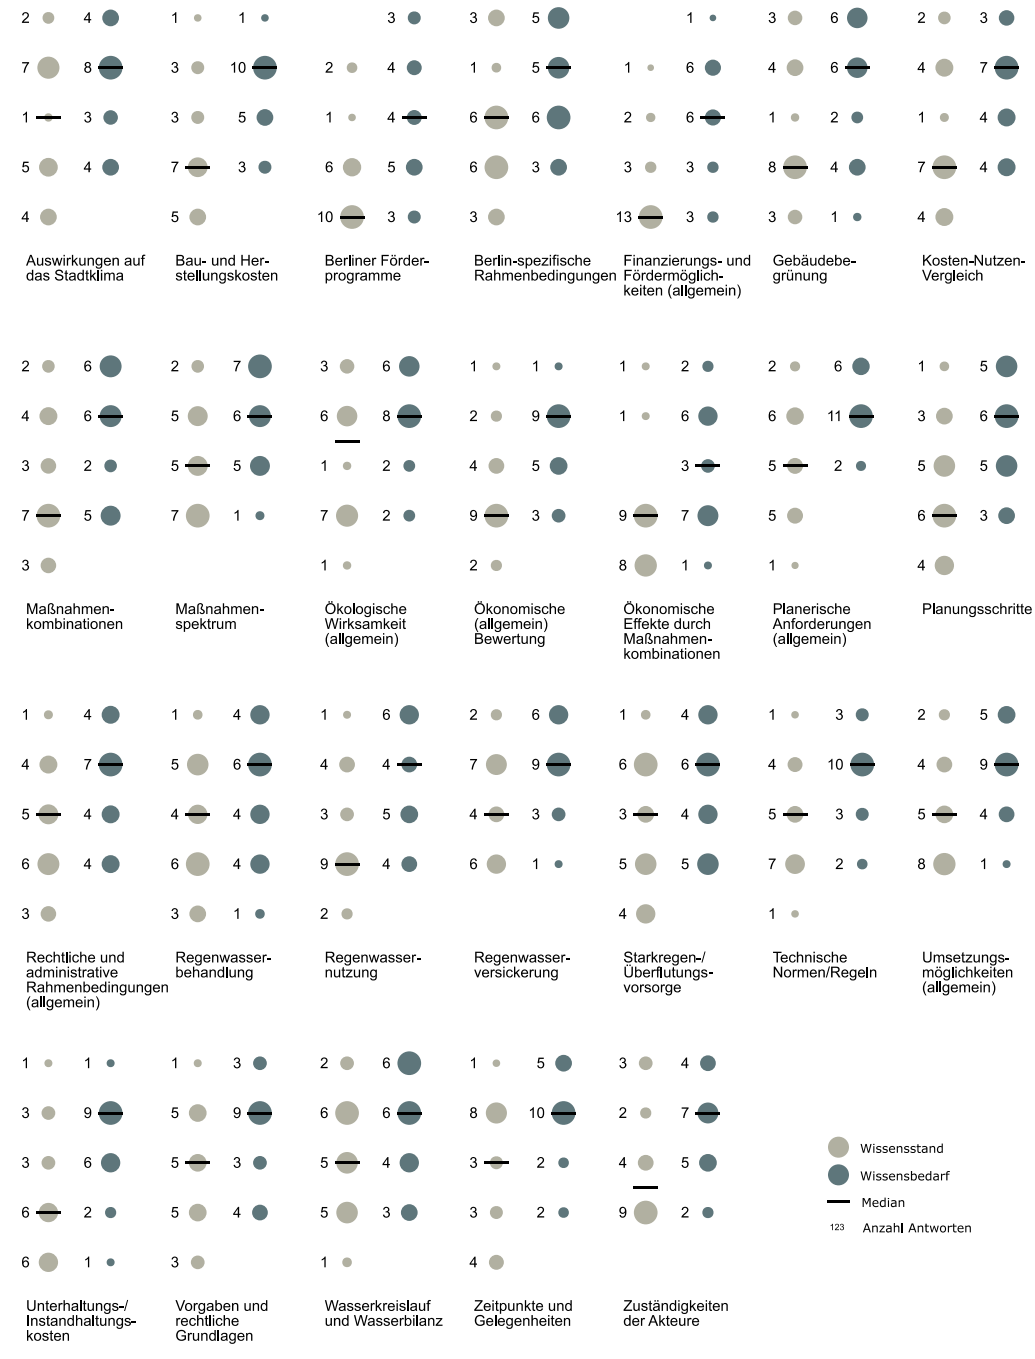 2 4 1 1 3 3 5 1 3 6 2 3
7 8 3 10 2 4 1 5 1 6 4 6 4 7
1 3 3 5 1 4 6 6 2 6 1 2 1 4
5 4 7 3 6 5 6 3 3 3 8 4 7 4
4 5 10 3 3 13 3 3 1 4
Auswirkungen auf
das Stadtklima
Bau- und Her-
stellungskosten
Berliner Förder-
programme
Berlin-spezifische
Rahmenbedingungen
Finanzierungs- und
Fördermöglich-
keiten (allgemein)
Gebäudebe-
grünung
Kosten-Nutzen-
Vergleich
2 6 2 7 3 6 1 1 1 2 2 6 1 5
4 6 5 6 6 8 2 9 1 6 6 11 3 6
3 2 5 5 1 2 4 5 3 5 2 5 5
7 5 7 1 7 2 9 3 9 7 5 6 3
3 1 2 8 1 1 4
Maßnahmen-
kombinationen
Maßnahmen-
spektrum
Ökologische
Wirksamkeit
(allgemein)
Ökonomische
(allgemein)
Bewertung
Ökonomische
Effekte durch
Maßnahmen-
kombinationen
Planerische
Anforderungen
(allgemein)
Planungsschritte
1 4 1 4 1 6 2 6 1 4 1 3 2 5
4 7 5 6 4 4 7 9 6 6 4 10 4 9
5 4 4 4 3 5 4 3 3 4 5 3 5 4
6 4 6 4 9 4 6 1 5 5 7 2 8 1
3 3 1 2 4 1
Rechtliche und
administrative
Rahmenbedingungen
(allgemein)
Regenwasser-
behandlung
Regenwasser-
nutzung
Regenwasser-
versickerung
Starkregen-/
Überflutungs-
vorsorge
Technische
Normen/Regeln
Umsetzungs-
möglichkeiten
(allgemein)
1 1 1 3 2 6 1 5 3 4
3 9 5 9 6 6 8 10 2 7
3 6 5 3 5 4 3 2 4 5
6 2 5 4 5 3 3 2 9 2
6 1 3 1 4
Unterhaltungs-/
Instandhaltungs-
kosten
Vorgaben und
rechtliche
Grundlagen
Wasserkreislauf
und Wasserbilanz
Zeitpunkte und
Gelegenheiten
Zuständigkeiten
der Akteure
Wissensstand
Wissensbedarf
Median
123 Anzahl Antworten